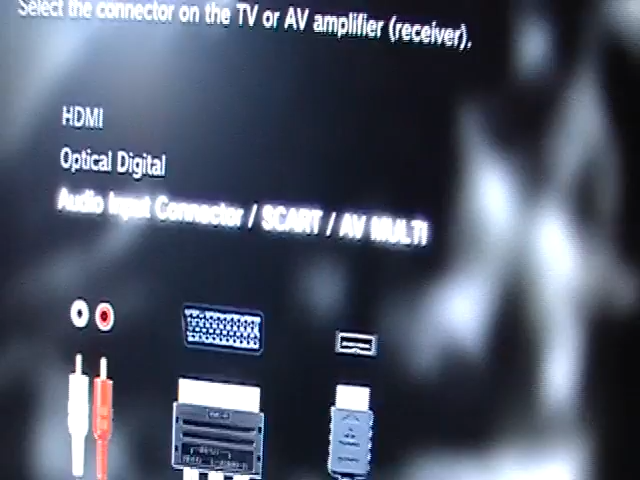 Select the connector on the TV or AV amplifier (receiver).
HDMI
Optical Digital
Audio Input Connector / SCART / AV MULTI